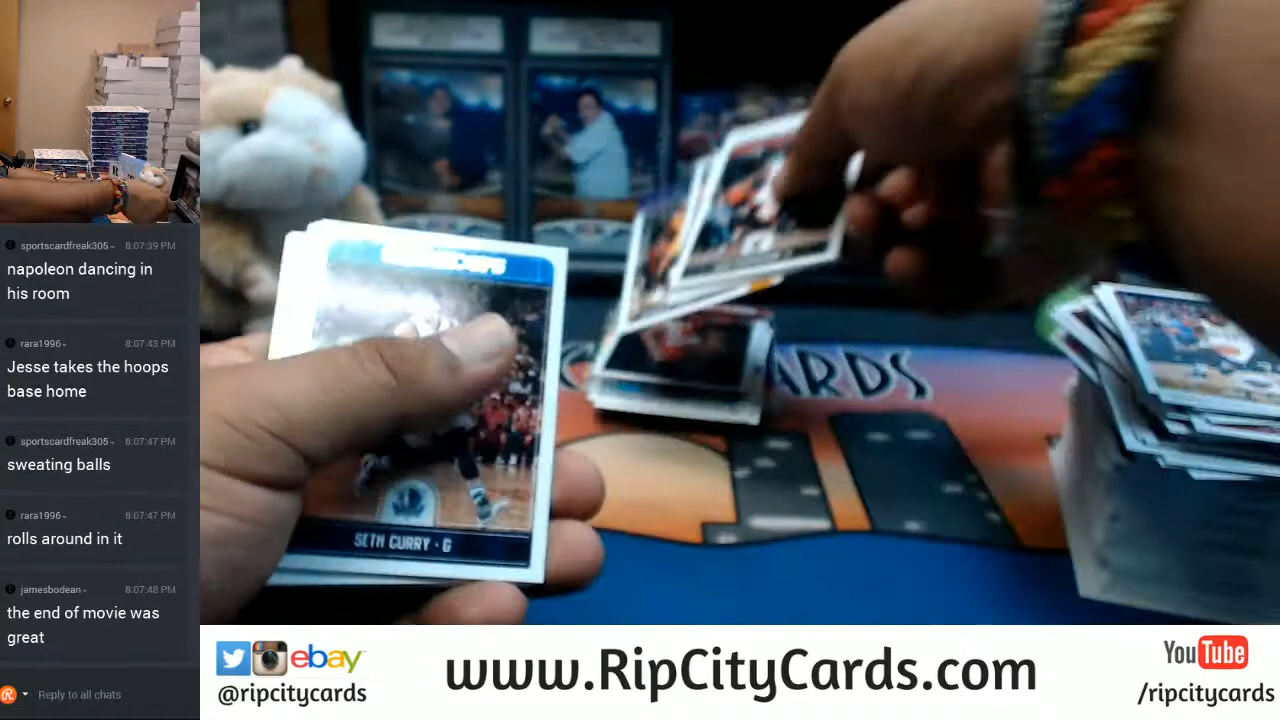 sportscardfreak305 - 8:07:39 PM
napoleon dancing in
his room
rara1996 - 8:07:43 PM
Jesse takes the hoops
base home
sportscardfreak305 - 8:07:47 PM
sweating balls
rara1996 - 8:07:47 PM
rolls around in it
jamesbodean - 8:07:48 PM
the end of movie was
great
Reply to all chats
SETH CURRY • G
ARDS
ebay
@ripcitycards
www.RipCityCards.com
YouTube
/ripcitycards